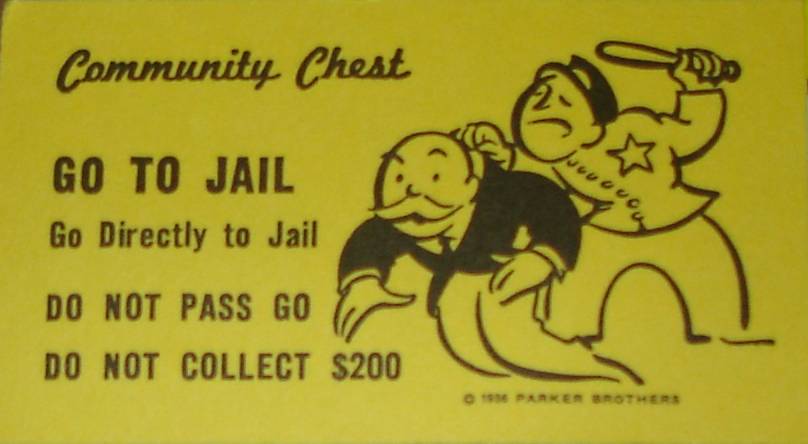 Community Chest
GO TO JAIL
Go Directly to Jail
DO NOT PASS GO
DO NOT COLLECT $200
© 1936 PARKER BROTHERS